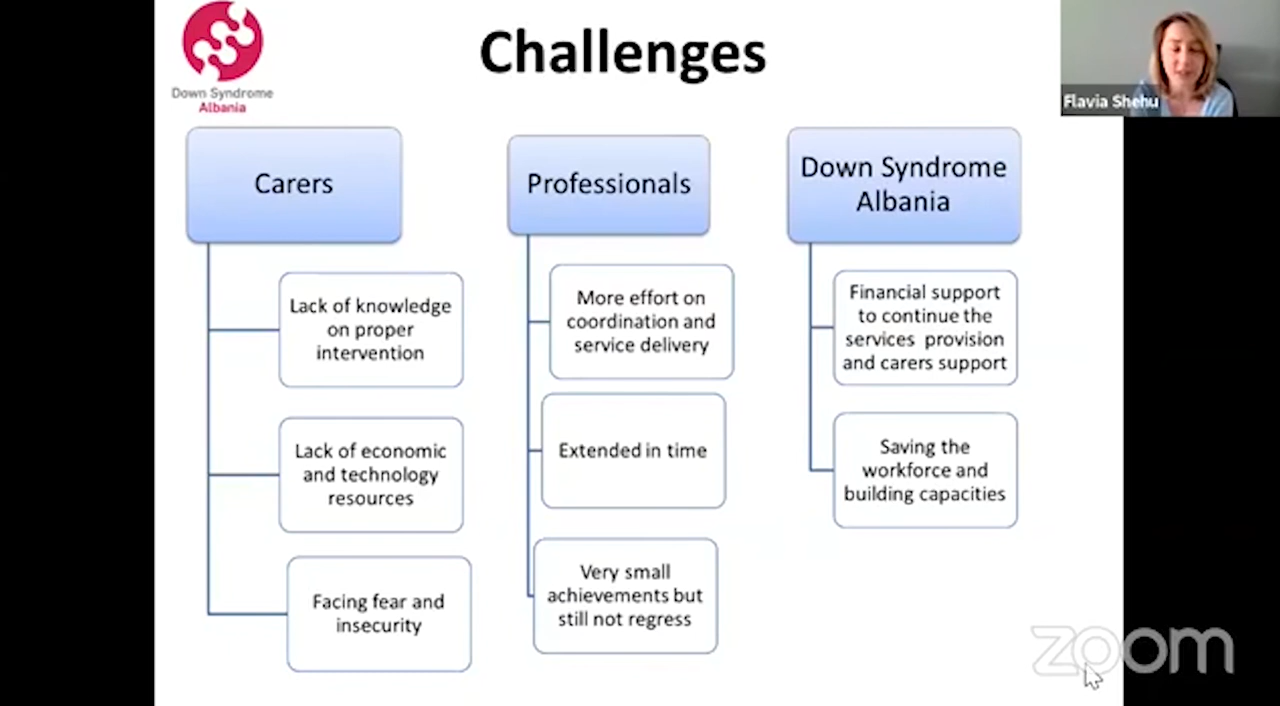 Down Syndrome
Albania
Challenges
Flavia Shehu
Carers
Lack of knowledge
on proper
intervention
Lack of economic
and technology
resources
Facing fear and
insecurity
Professionals
More effort on
coordination and
service delivery
Extended in time
Very small
achievements but
still not regress
Down Syndrome
Albania
Financial support
to continue the
services provision
and carers support
Saving the
workforce and
building capacities
zoom